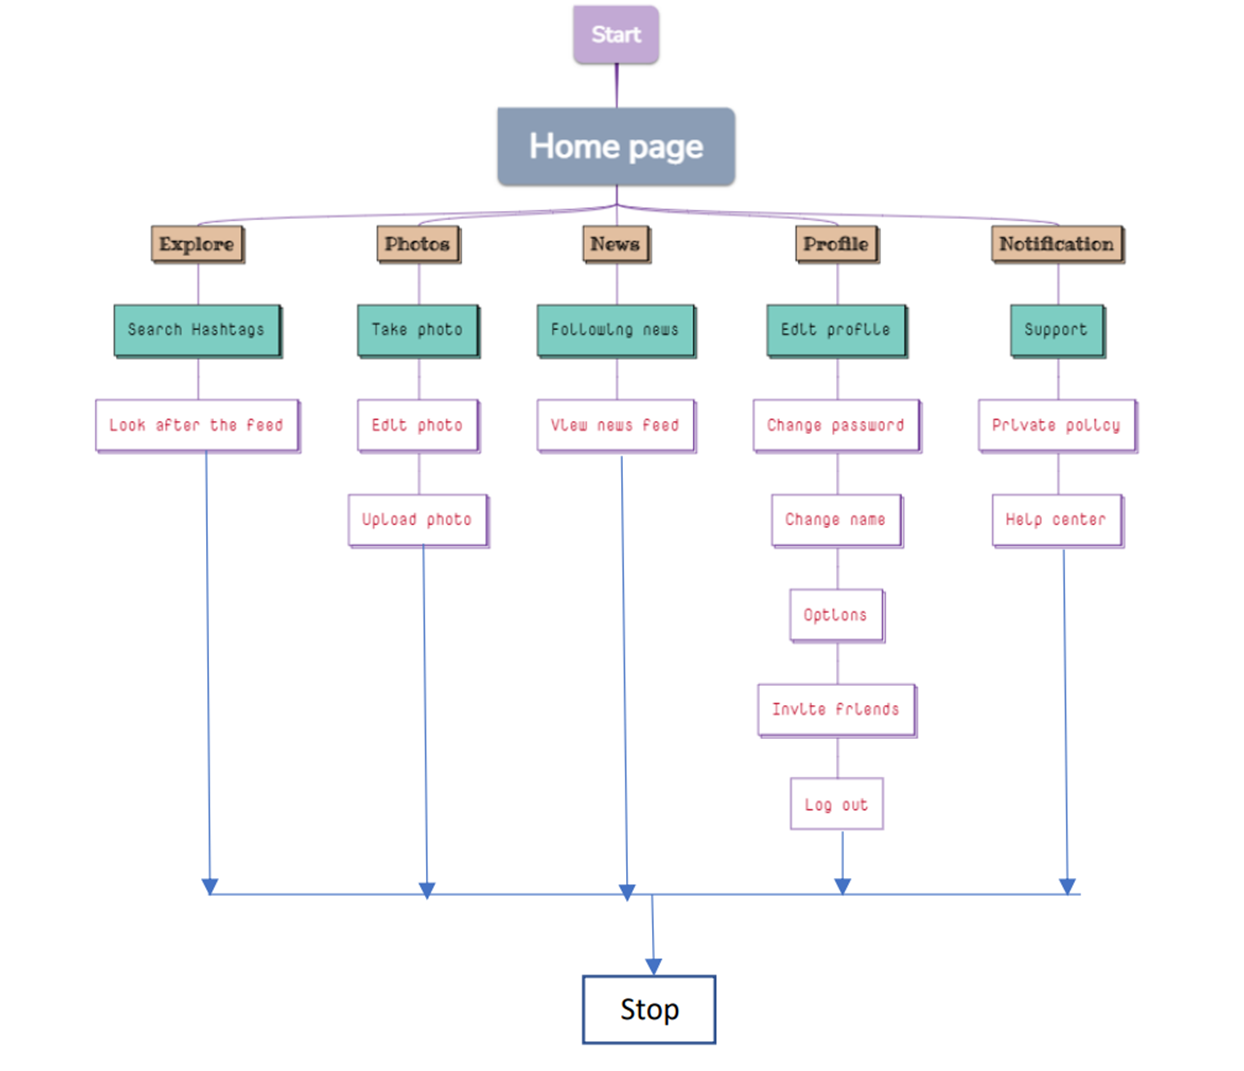 Start
Home page
Explore
Photos
News
Profile
Notification
Search Hashtags
Take photo
Following news
Edit profile
Support
Look after the feed
Edit photo
View news feed
Change password
Private policy
Upload photo
Change name
Help center
Options
Invite friends
Log out
Stop